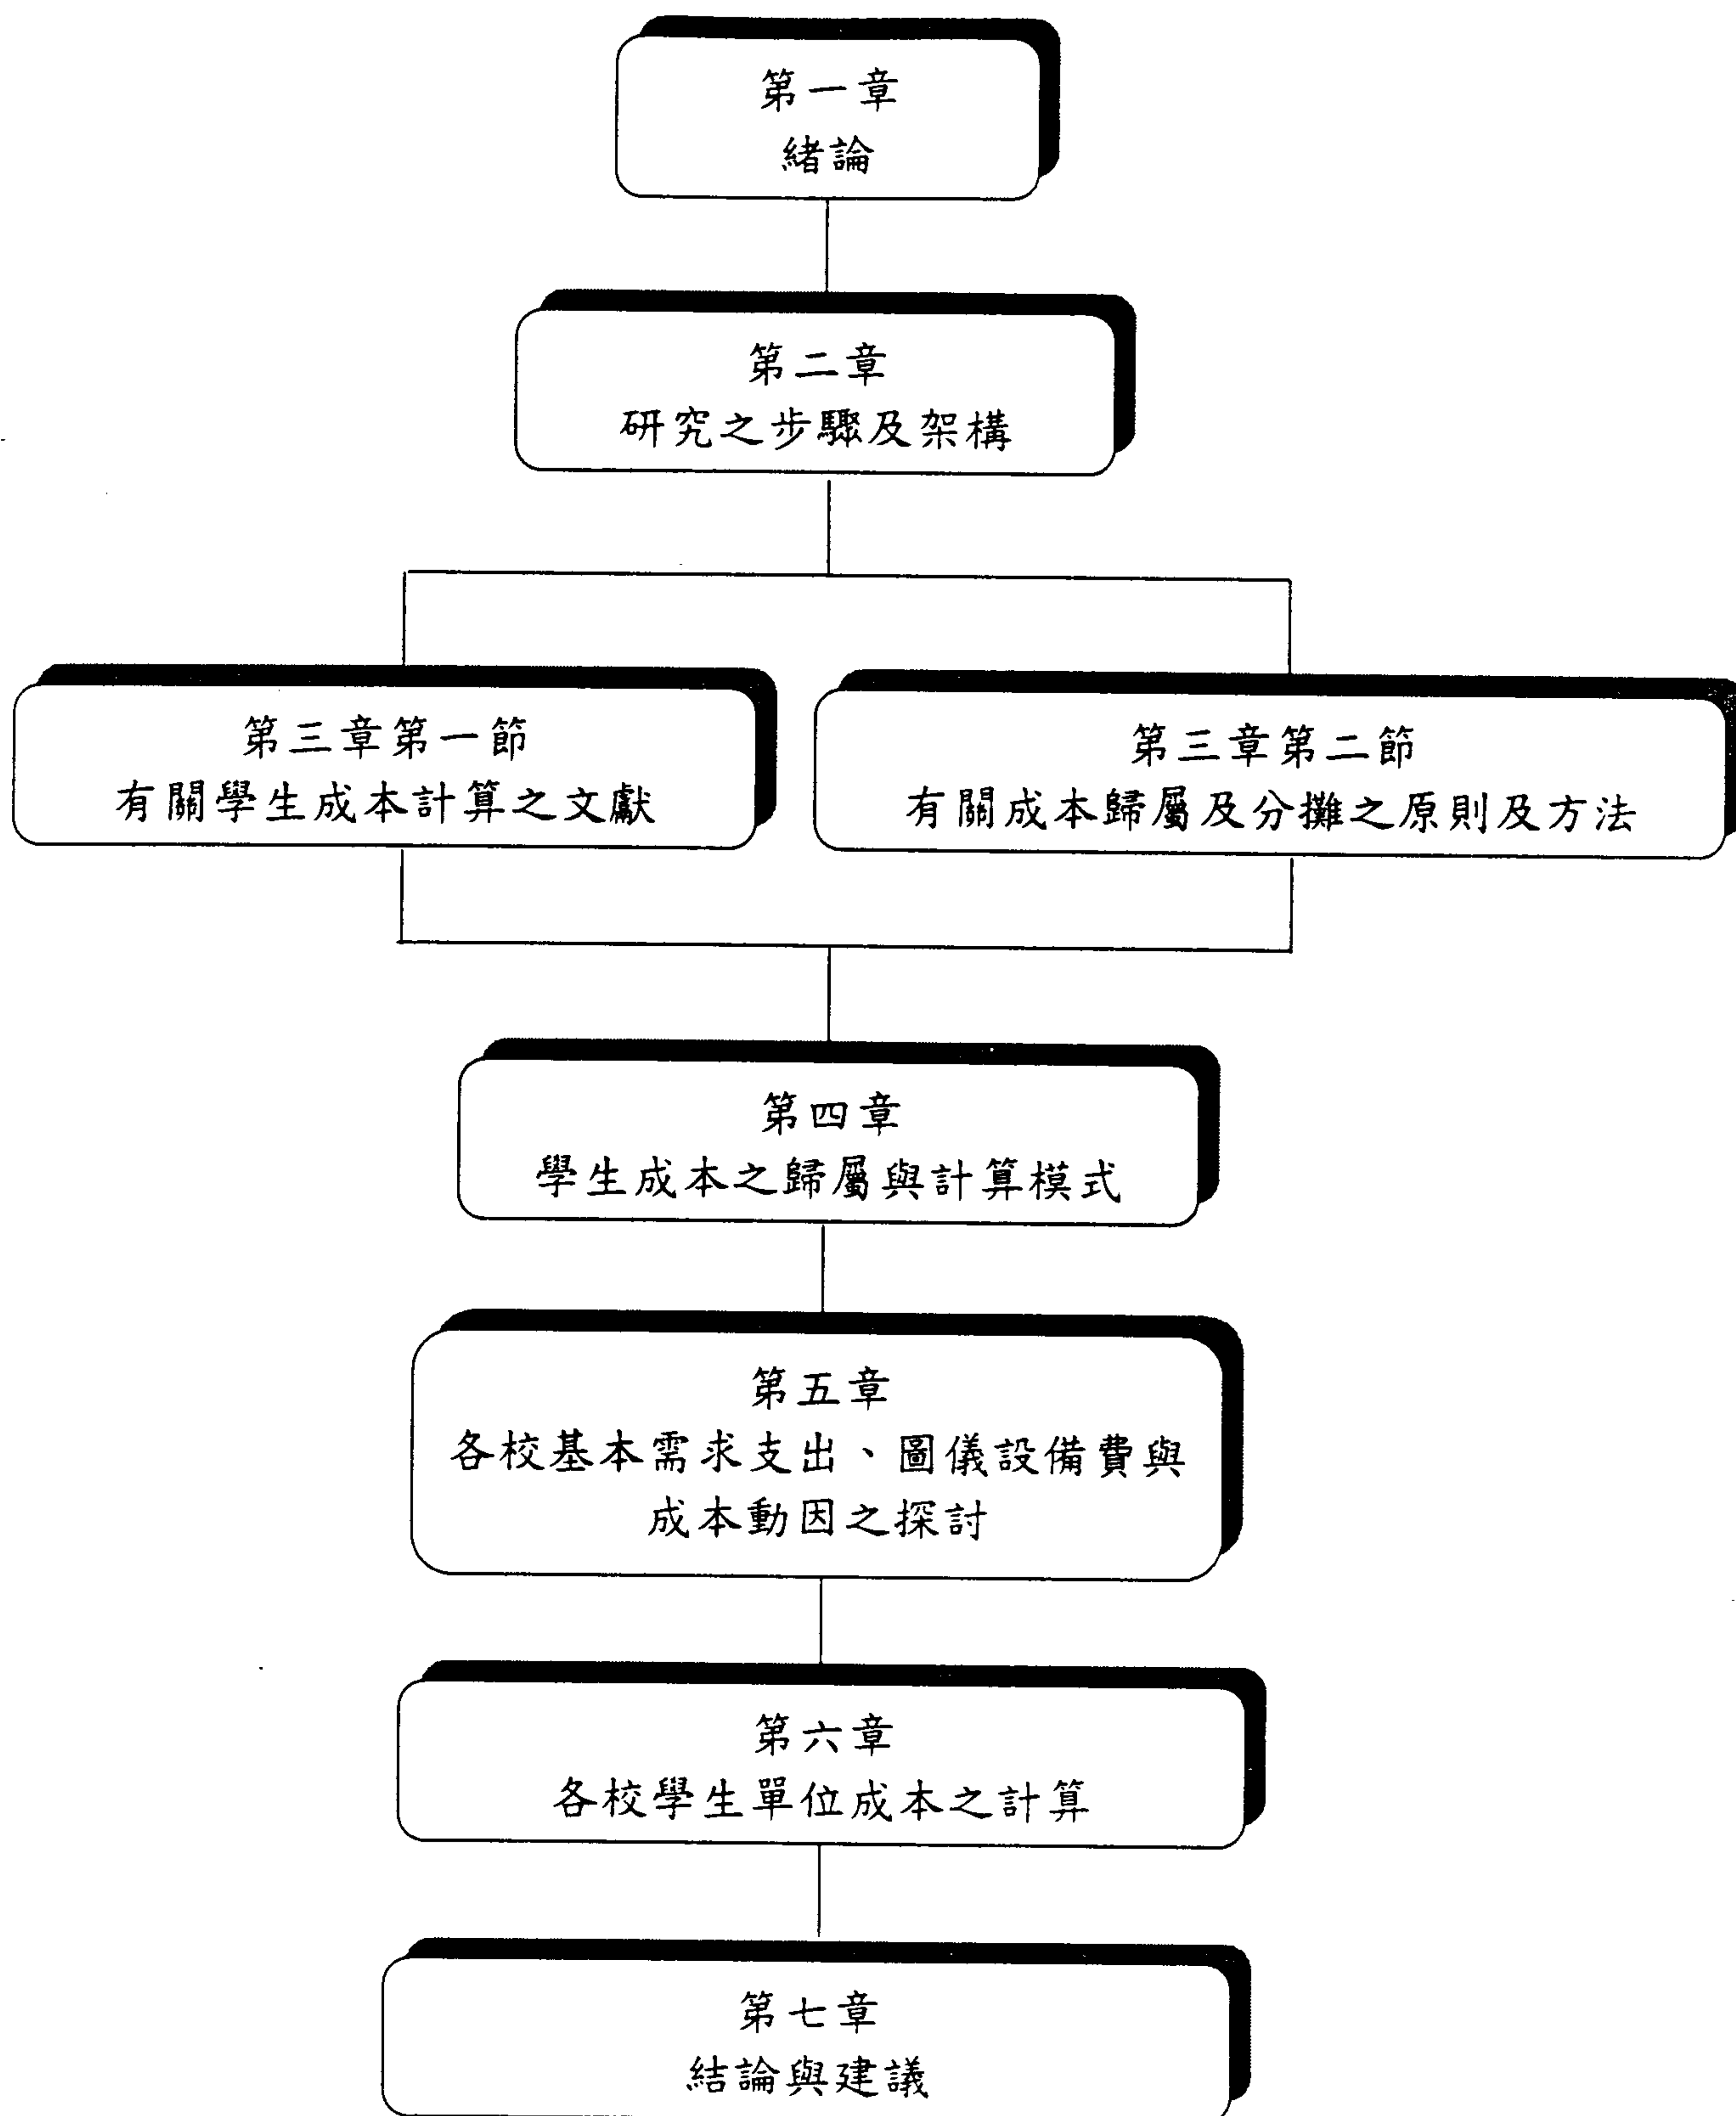 第一章
緒論
第二章
研究之步驟及架構
第三章第一節
有關學生成本計算之文獻
第三章第二節
有關成本歸屬及分攤之原則及方法
第四章
學生成本之歸屬與計算模式
第五章
各校基本需求支出、圖儀設備費與
成本動因之探討
第六章
各校學生單位成本之計算
第七章
結論與建議